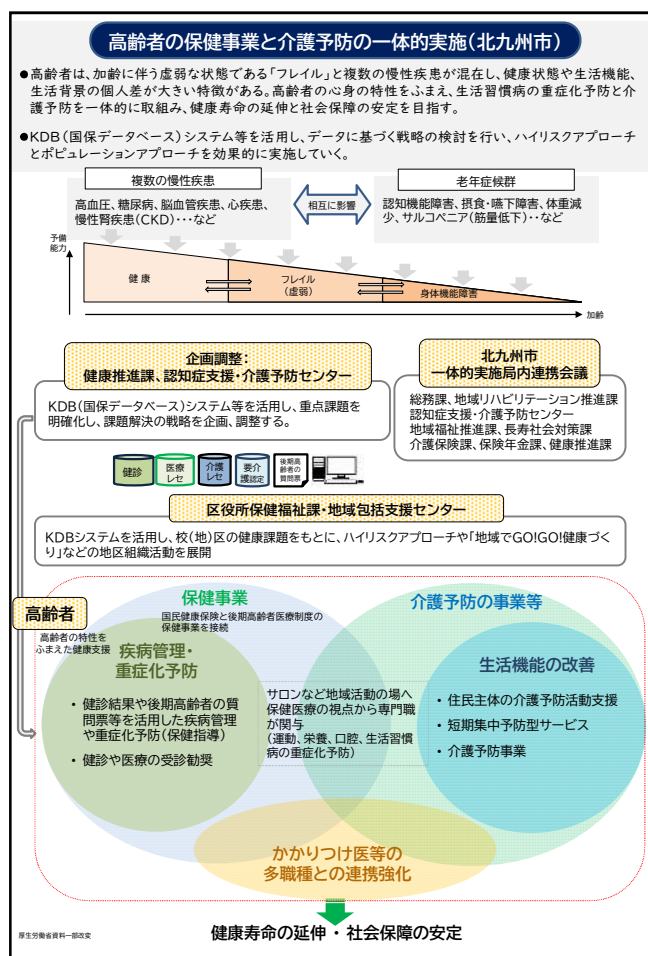 高齢者の保健事業と介護予防の一体的実施(北九州市)
●高齢者は、加齢に伴う虚弱な状態である「フレイル」と複数の慢性疾患が混在し、健康状態や生活機能、
生活背景の個人差が大きい特徴がある。高齢者の心身の特性をふまえ、生活習慣病の重症化予防と介
護予防を一体的に取組み、健康寿命の延伸と社会保障の安定を目指す。
●KDB(国保データベース)システム等を活用し、データに基づく戦略の検討を行い、ハイリスクアプローチ
とポピュレーションアプローチを効果的に実施していく。
複数の慢性疾患
高血圧、糖尿病、脳血管疾患、心疾患、
慢性腎疾患(CKD)・・・など
相互に影響
老年症候群
認知機能障害、摂食・嚥下障害、体重減
少、サルコペニア(筋量低下)・・など
予備
能力
健 康
フレイル
(虚弱)
身体機能障害
加齢
企画調整:
健康推進課、認知症支援・介護予防センター
KDB(国保データベース)システム等を活用し、重点課題を
明確化し、課題解決の戦略を企画、調整する。
北九州市
一体的実施局内連携会議
総務課、地域リハビリテーション推進課
認知症支援・介護予防センター
地域福祉推進課、長寿社会対策課
介護保険課、保険年金課、健康推進課
健診
医療
レセ
介護
レセ
要介
護認定
後期高
齢者の
質問票
区役所保健福祉課・地域包括支援センター
KDBシステムを活用し、校(地)区の健康課題をもとに、ハイリスクアプローチや「地域でGO!GO!健康づく
り」などの地区組織活動を展開
高齢者
高齢者の特性を
ふまえた健康支援
保健事業
国民健康保険と後期高齢者医療制度の
保健事業を接続
疾病管理・
重症化予防
・ 健診結果や後期高齢者の質
問票等を活用した疾病管理
や重症化予防(保健指導)
・ 健診や医療の受診勧奨
サロンなど地域活動の場へ
保健医療の視点から専門職
が関与
(運動、栄養、口腔、生活習慣
病の重症化予防)
介護予防の事業等
生活機能の改善
・ 住民主体の介護予防活動支援
・ 短期集中予防型サービス
・ 介護予防事業
かかりつけ医等の
多職種との連携強化
健康寿命の延伸・社会保障の安定
厚生労働省資料一部改変